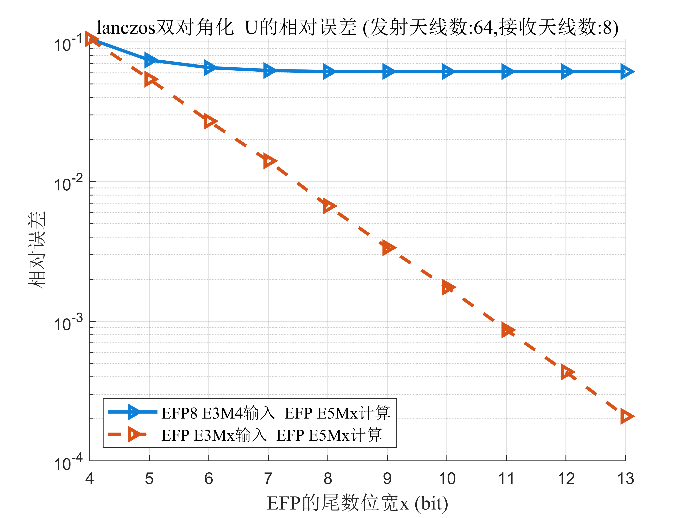 lanczos双对角化 U的相对误差 (发射天线数:64,接收天线数:8)
10^-1
10^-2
10^-3
10^-4
相对误差
EFP8 E3M4输入 EFP E5Mx计算
EFP E3Mx输入 EFP E5Mx计算
4 5 6 7 8 9 10 11 12 13
EFP的尾数位宽x (bit)